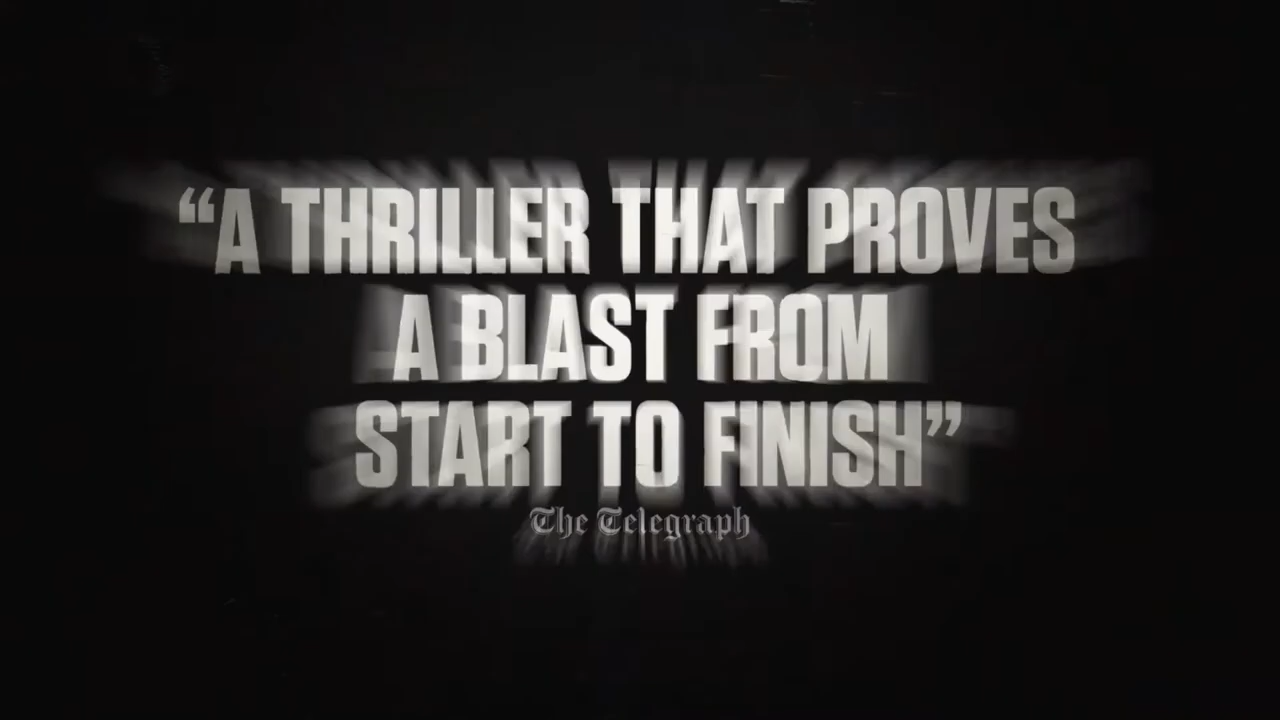 “A THRILLER THAT PROVES
A BLAST FROM
START TO FINISH”
The Telegraph